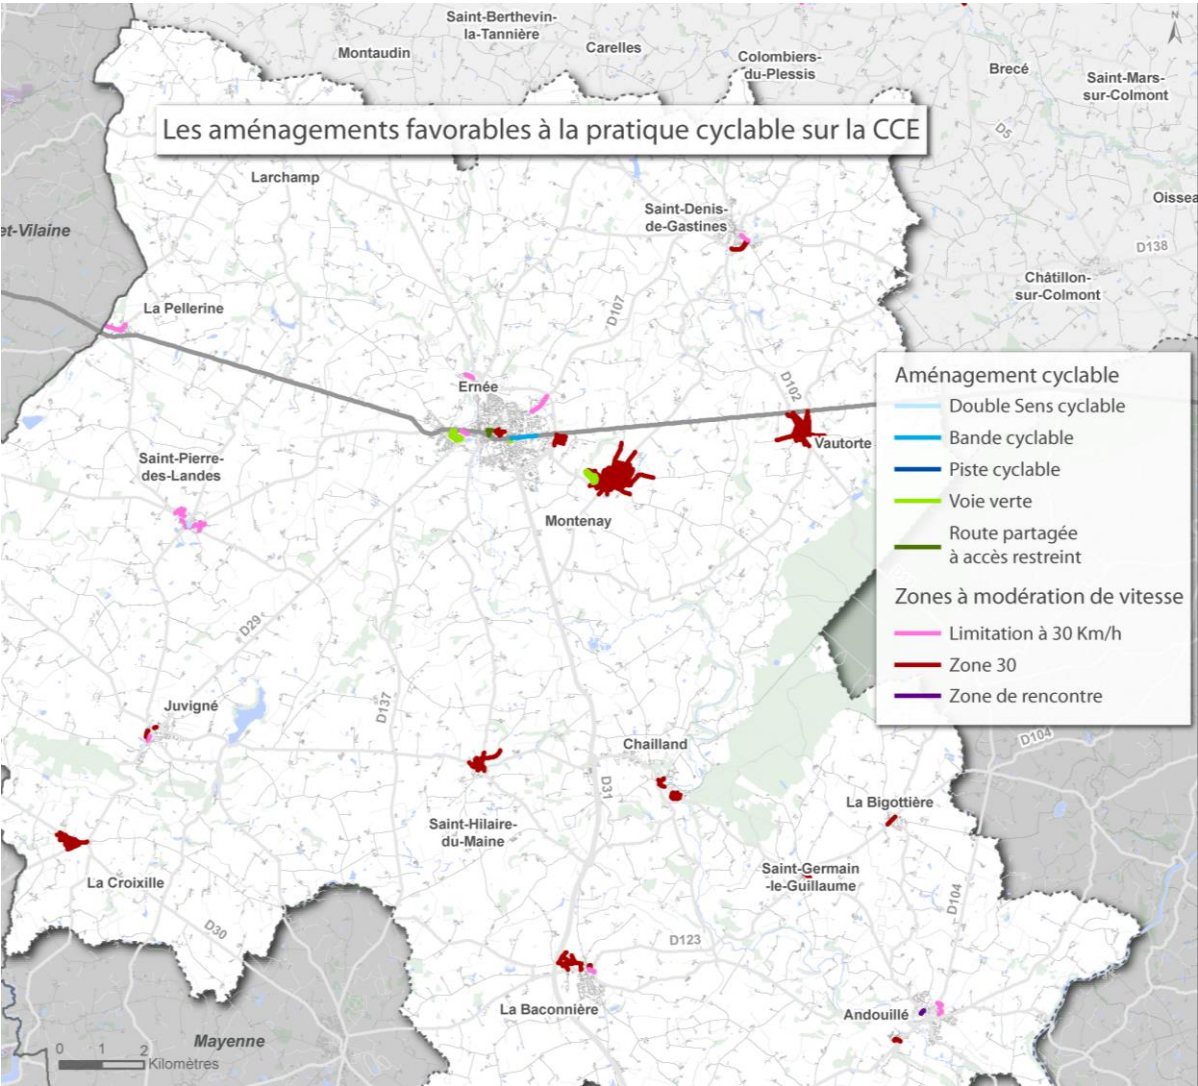 Saint-Berthevin-
la-Tannière
Montaudin
Carelles
Colombiers-
du-Plessis
Brecé
Saint-Mars-
sur-Colmont
N
D5
Les aménagements favorables à la pratique cyclable sur la CCE
Larchamp
Saint-Denis-
de-Gastines
Oissea
et-Vilaine
D138
Châtillon-
sur-Colmont
La Pellerine
D107
Ernée
D102
Vautorte
Saint-Pierre-
des-Landes
Montenay
Aménagement cyclable
Double Sens cyclable
Bande cyclable
Piste cyclable
Voie verte
Route partagée
à accès restreint
Zones à modération de vitesse
Limitation à 30 Km/h
Zone 30
Zone de rencontre
D29
D137
Juvigné
Chailland
D104
D31
La Bigottière
Saint-Hilaire-
du-Maine
Saint-Germain
-le-Guillaume
La Croixille
D104
D30
D123
La Baconnière
Andouillé
Mayenne
0 1 2
Kilomètres